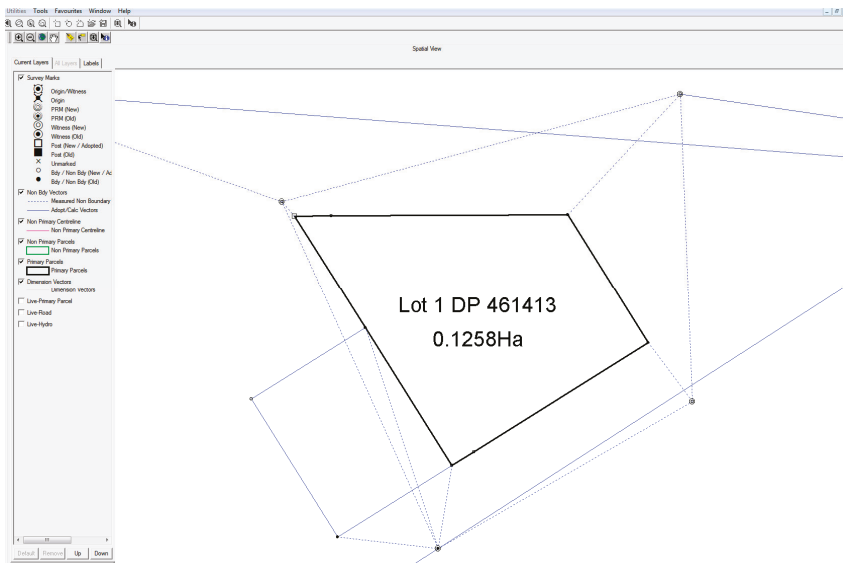 Utilities Tools Favourites Window Help
Spatial View
Current Layers All Layers Labels
Survey Marks
Origin/Witness
Origin
PRM (New)
PRM (Old)
Witness (New)
Witness (Old)
Post (New / Adopted)
Post (Old)
Unmarked
Bdy / Non Bdy (New / Ac
Bdy / Non Bdy (Old)
Non Bdy Vectors
Measured Non Boundary
Adopt/Calc Vectors
Non Primary Centreline
Non Primary Centreline
Non Primary Parcels
Non Primary Parcels
Primary Parcels
Primary Parcels
Dimension Vectors
Dimension Vectors
Live-Primary Parcel
Live-Road
Live-Hydro
Default Remove Up Down
Lot 1 DP 461413
0.1258Ha